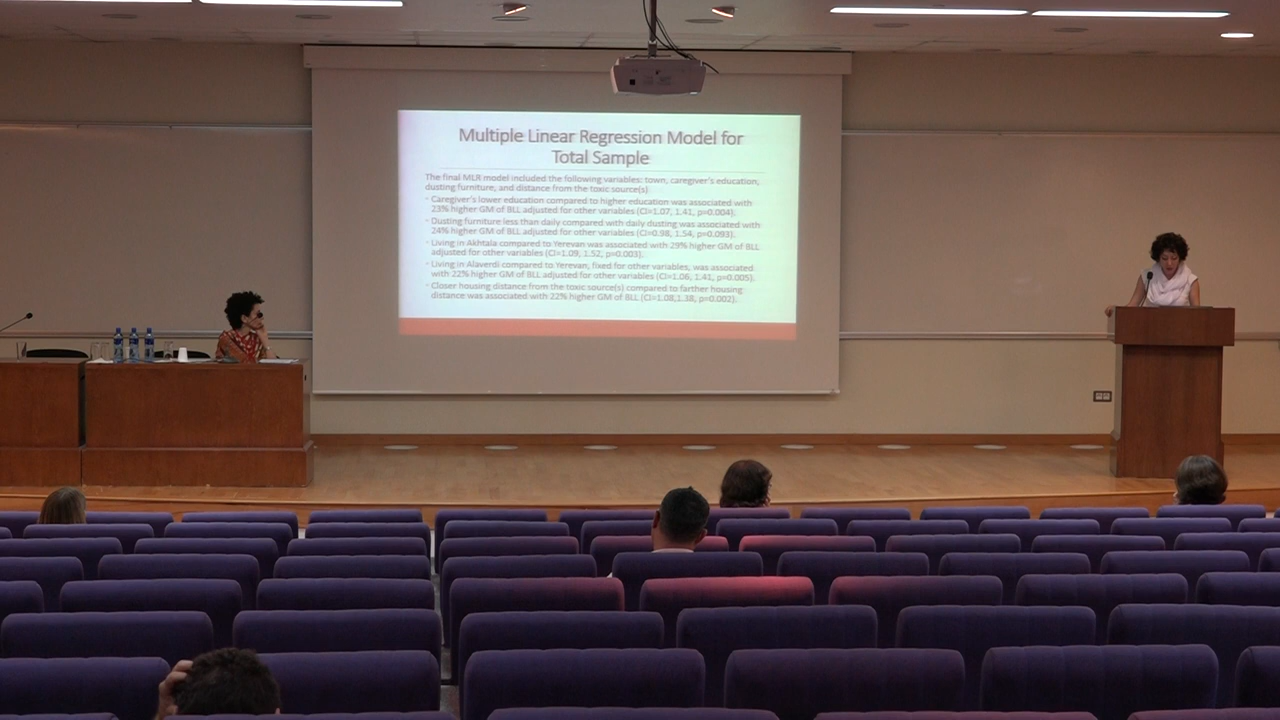 Multiple Linear Regression Model for
Total Sample
The final MLR model included the following variables: town, caregiver's education,
dusting furniture, and distance from the toxic source(s)
• Caregiver's lower education compared to higher education was associated with
23% higher GM of BLL adjusted for other variables (CI=1.07, 1.41, p=0.004).
• Dusting furniture less than daily compared with daily dusting was associated with
24% higher GM of BLL adjusted for other variables (CI=0.98, 1.54, p=0.093).
• Living in Akhtala compared to Yerevan was associated with 29% higher GM of BLL
adjusted for other variables (CI=1.09, 1.52, p=0.003).
• Living in Alaverdi compared to Yerevan, fixed for other variables, was associated
with 22% higher GM of BLL adjusted for other variables (CI=1.06, 1.41, p=0.005).
• Closer housing distance from the toxic source(s) compared to farther housing
distance was associated with 22% higher GM of BLL (CI=1.08,1.38, p=0.002).